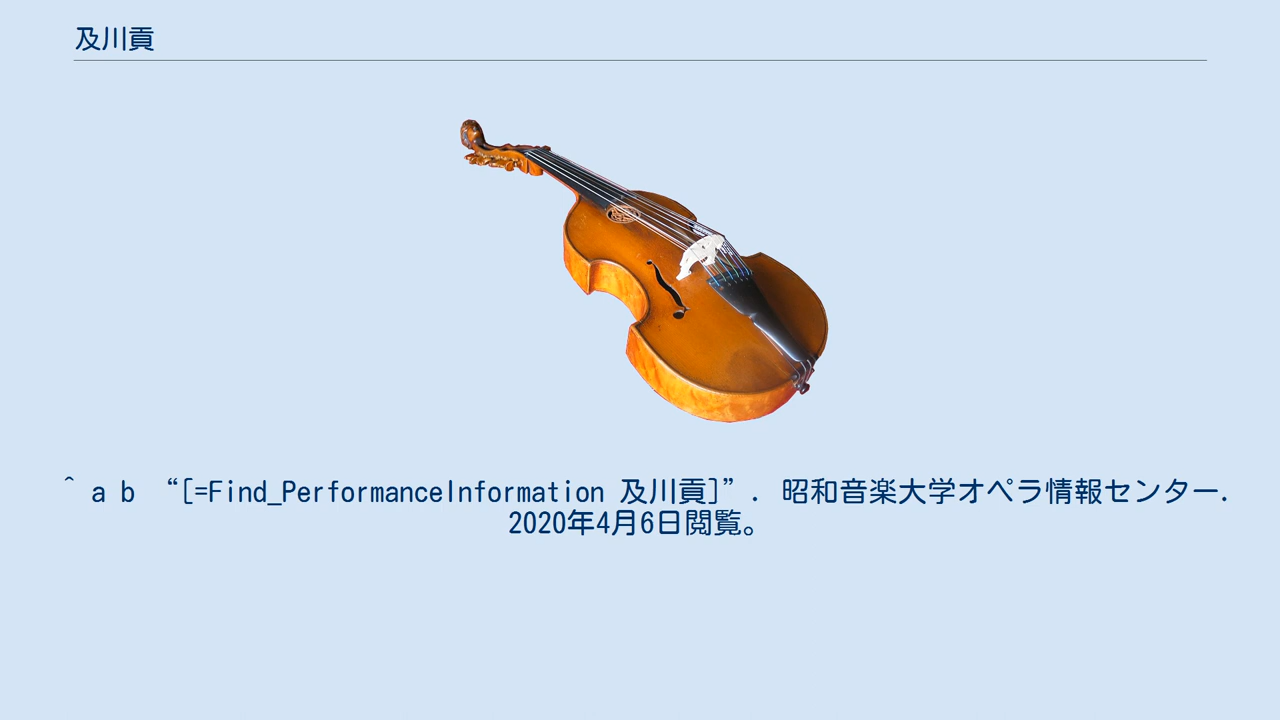 及川貢
^ a b “[=Find_PerformanceInformation 及川貢]”. 昭和音楽大学オペラ情報センター.
2020年4月6日閲覧。